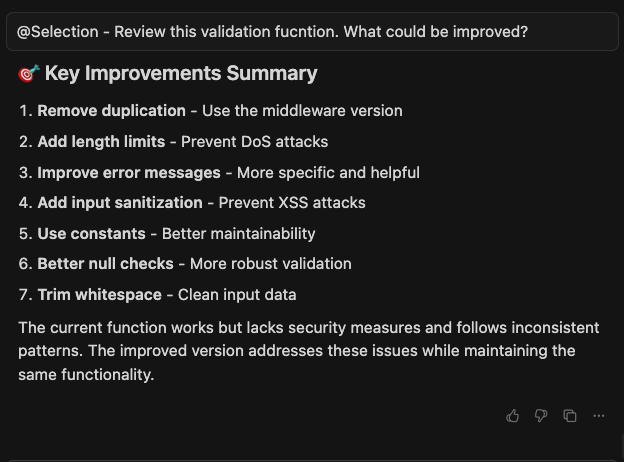 @Selection - Review this validation fucntion. What could be improved?
🎯 Key Improvements Summary
1. Remove duplication - Use the middleware version
2. Add length limits - Prevent DoS attacks
3. Improve error messages - More specific and helpful
4. Add input sanitization - Prevent XSS attacks
5. Use constants - Better maintainability
6. Better null checks - More robust validation
7. Trim whitespace - Clean input data
The current function works but lacks security measures and follows inconsistent
patterns. The improved version addresses these issues while maintaining the
same functionality.